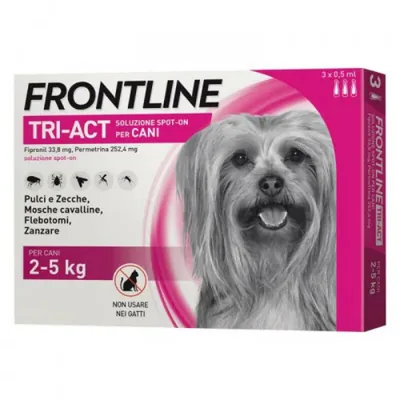 3 x 0,5 ml
FRONTLINE
TRI-ACT
SOLUZIONE SPOT-ON
PER CANI
Fipronil 33,8 mg, Permetrina 252,4 mg
soluzione spot-on
Pulci e Zecche,
Mosche cavalline,
Flebotomi,
Zanzare
PER CANI
2-5 kg
NON USARE
NEI GATTI
3
FRONTLINE
TRI-ACT
2-5 kg